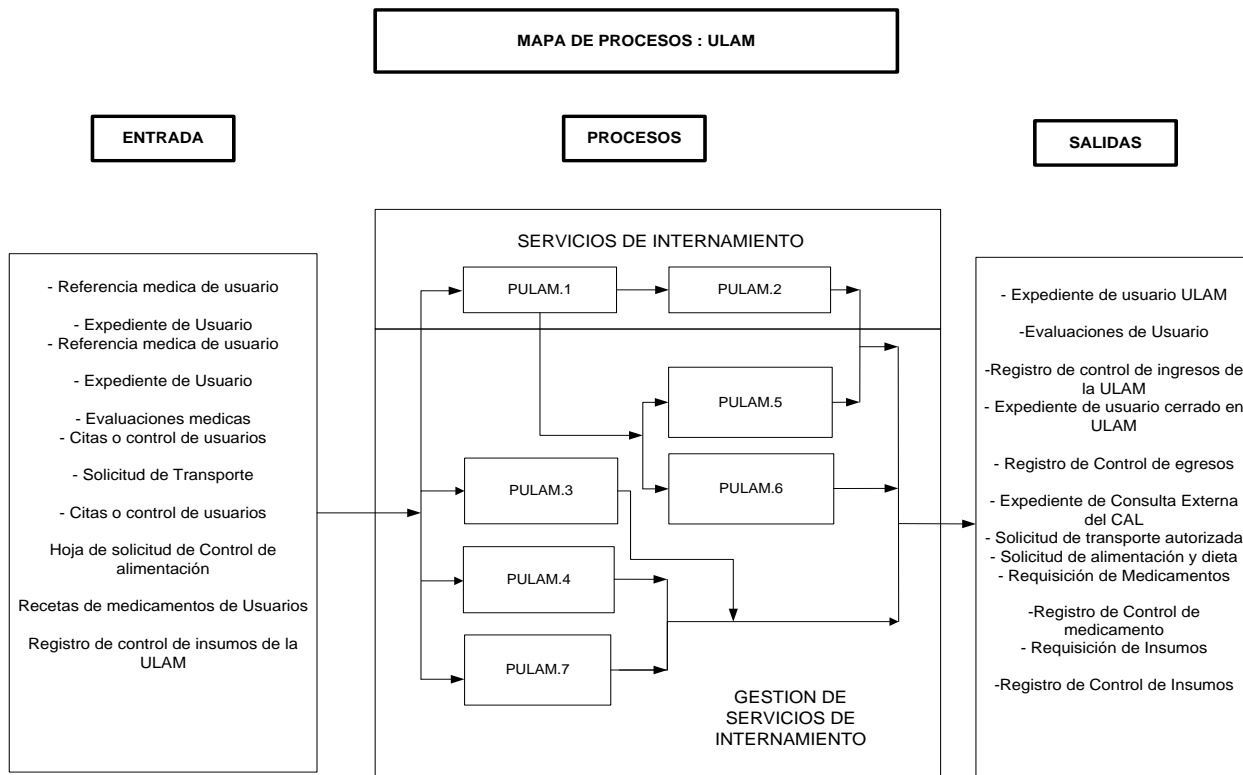 MAPA DE PROCESOS : ULAM
ENTRADA
PROCESOS
SALIDAS
- Referencia medica de usuario
- Expediente de Usuario
- Referencia medica de usuario
- Expediente de Usuario
- Evaluaciones medicas
- Citas o control de usuarios
- Solicitud de Transporte
- Citas o control de usuarios
Hoja de solicitud de Control de
alimentación
Recetas de medicamentos de Usuarios
Registro de control de insumos de la
ULAM
SERVICIOS DE INTERNAMIENTO
PULAM.1
PULAM.2
PULAM.5
PULAM.3
PULAM.6
PULAM.4
PULAM.7
GESTION DE
SERVICIOS DE
INTERNAMIENTO
- Expediente de usuario ULAM
-Evaluaciones de Usuario
-Registro de control de ingresos de
la ULAM
- Expediente de usuario cerrado en
ULAM
- Registro de Control de egresos
- Expediente de Consulta Externa
del CAL
- Solicitud de transporte autorizada
- Solicitud de alimentación y dieta
- Requisición de Medicamentos
-Registro de Control de
medicamento
- Requisición de Insumos
-Registro de Control de Insumos